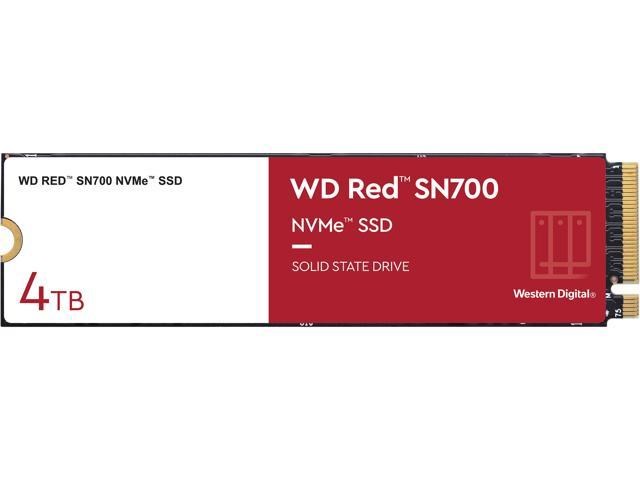 WD RED™ SN700 NVMe™ SSD
4TB
WD Red™ SN700
NVMe™ SSD
SOLID STATE DRIVE
Western Digital®